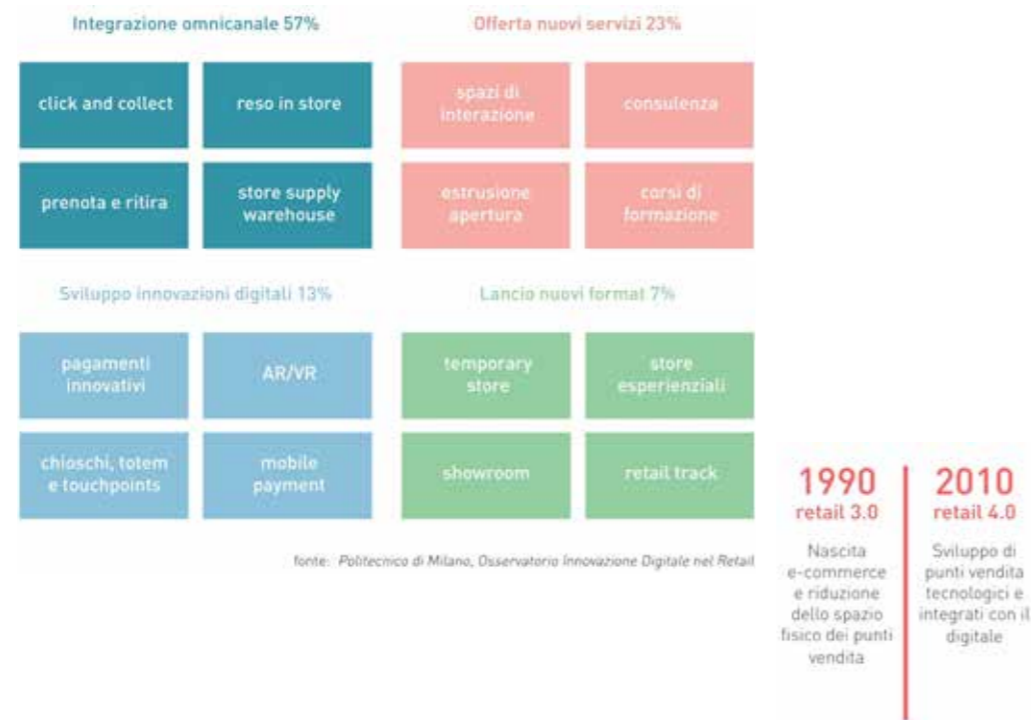 Integrazione omnicanale 57%
click and collect
reso in store
prenota e ritira
store supply
warehouse
Offerta nuovi servizi 23%
spazi di
interazione
consulenza
estrusione
apertura
corsi di
formazione
Sviluppo innovazioni digitali 13%
pagamenti
innovativi
AR/VR
chioschi, totem
e touchpoints
mobile
payment
Lancio nuovi format 7%
temporary
store
store
esperienziali
showroom
retail track
fonte: Politecnico di Milano, Osservatorio Innovazione Digitale nel Retail
1990
retail 3.0
Nascita
e-commerce
e riduzione
dello spazio
fisico dei punti
vendita
2010
retail 4.0
Sviluppo di
punti vendita
tecnologici e
integrati con il
digitale